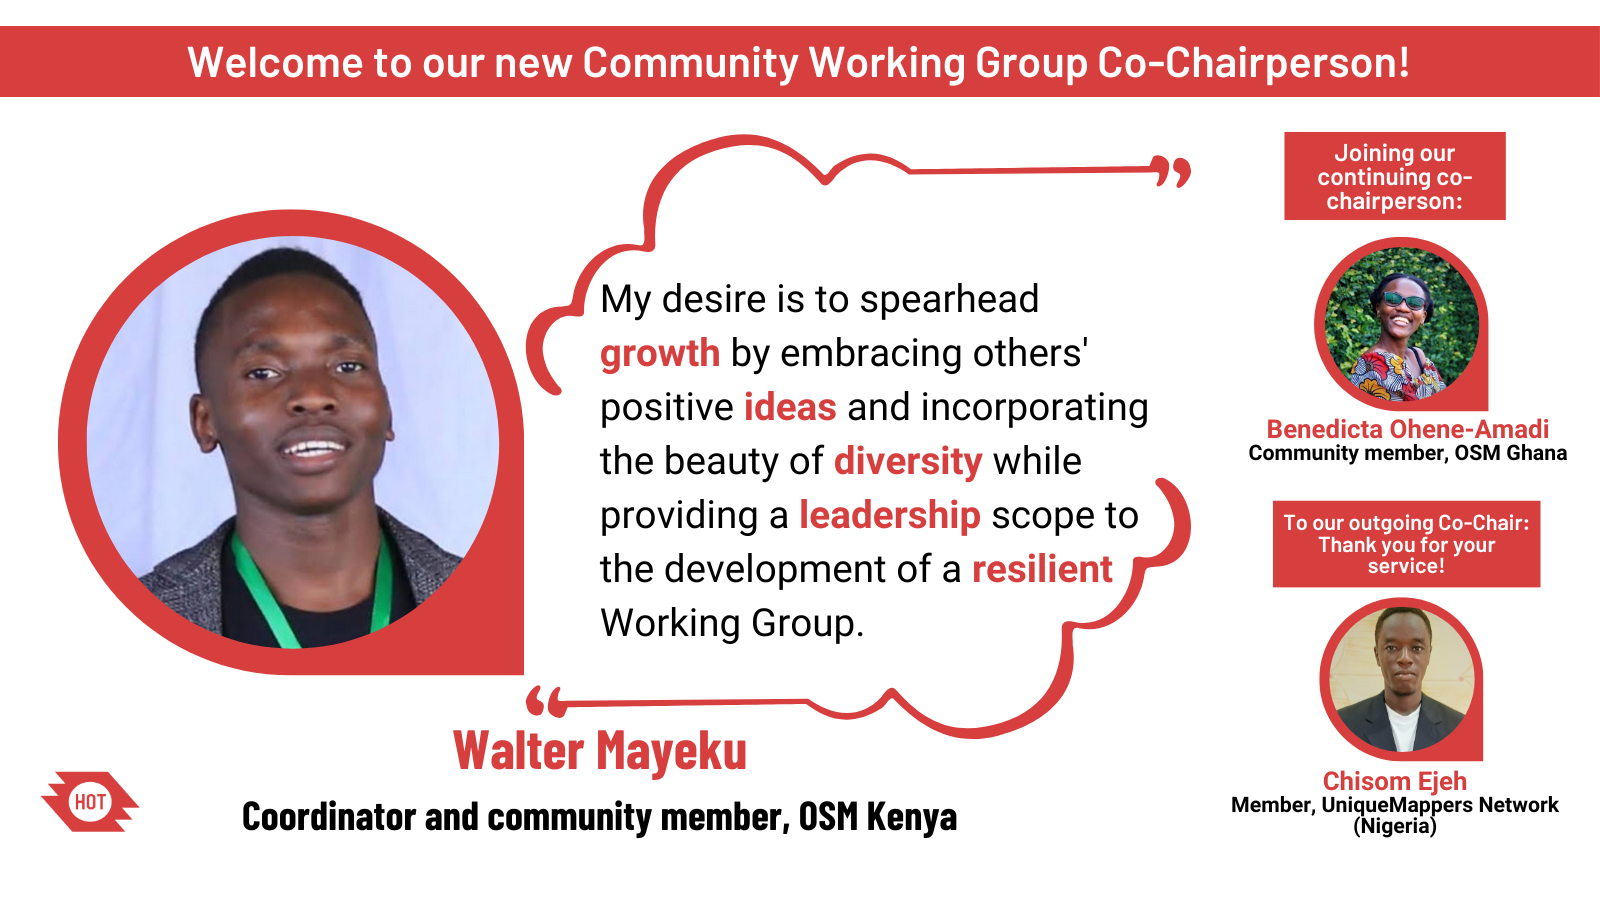 Welcome to our new Community Working Group Co-Chairperson!
My desire is to spearhead
growth by embracing others'
positive ideas and incorporating
the beauty of diversity while
providing a leadership scope to
the development of a resilient
Working Group.
Walter Mayeku
Coordinator and community member, OSM Kenya
HOT
Joining our
continuing co-
chairperson:
Benedicta Ohene-Amadi
Community member, OSM Ghana
To our outgoing Co-Chair:
Thank you for your
service!
Chisom Ejeh
Member, UniqueMappers Network
(Nigeria)